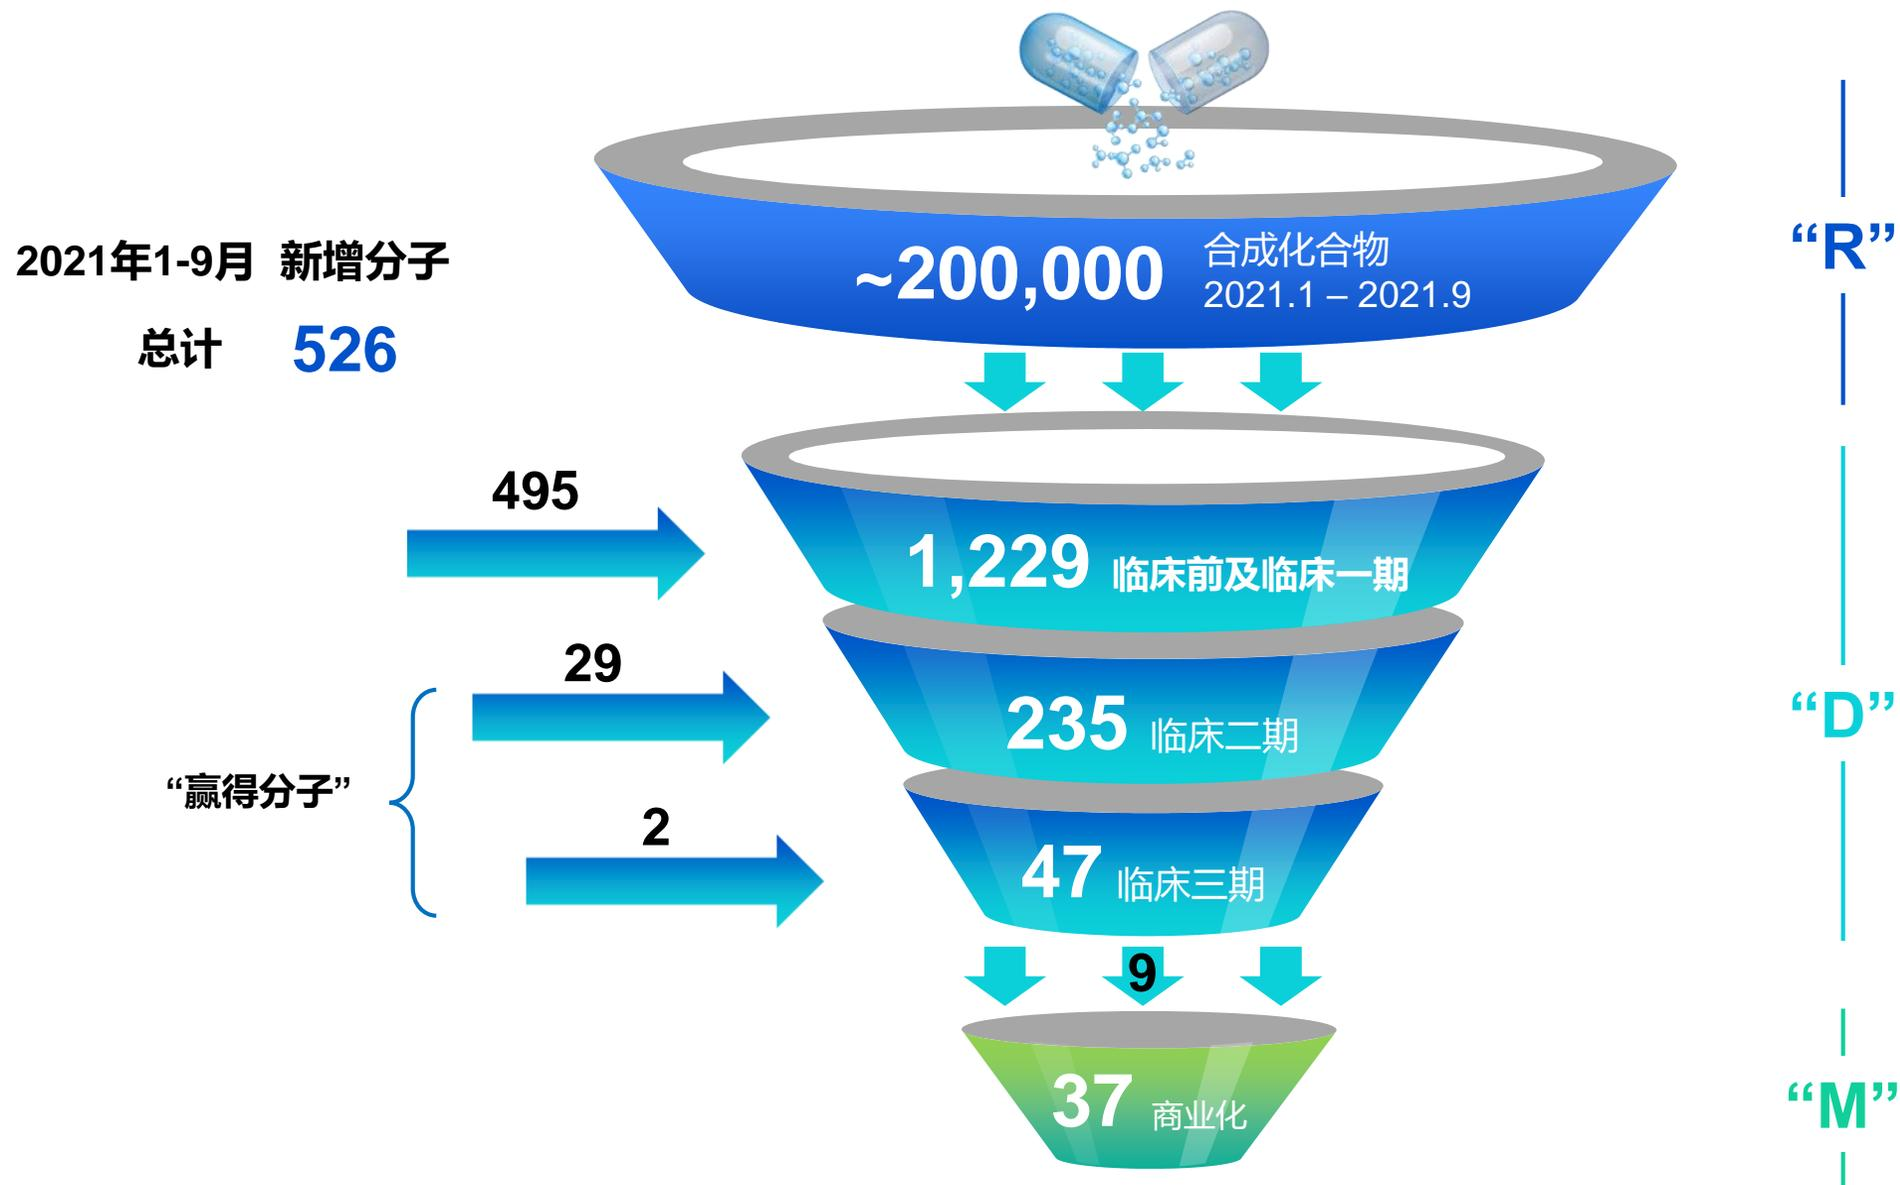 ~200,000
合成化合物
2021.1 – 2021.9
“R”
2021年1-9月 新增分子
总计 526
495
1,229 临床前及临床一期
29
235 临床二期
“D”
“赢得分子”
2
47 临床三期
9
37 商业化
“M”